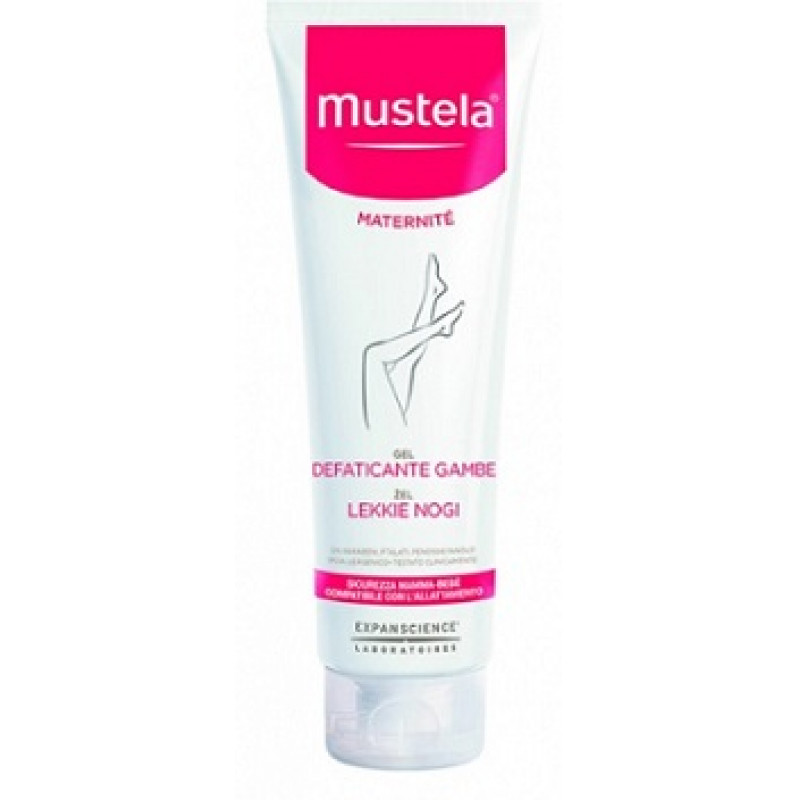 mustela®
MATERNITÉ
GEL
DEFATICANTE GAMBE
ŻEL
LEKKIE NOGI
SICUREZZA MAMMA-BEBÈ
COMPATIBILE CON L'ALLATTAMENTO
EXPANSCIENCE
LABORATOIRES